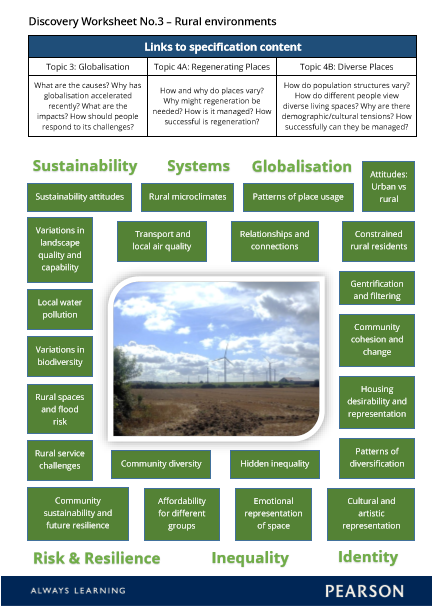 Discovery Worksheet No.3 – Rural environments
Links to specification content
Topic 3: Globalisation
Topic 4A: Regenerating Places
Topic 4B: Diverse Places
What are the causes? Why has
globalisation accelerated
recently? What are the
impacts? How should people
respond to its challenges?
How and why do places vary?
Why might regeneration be
needed? How is it managed? How
successful is regeneration?
How do population structures vary?
How do different people view
diverse living spaces? Why are there
demographic/cultural tensions? How
successfully can they be managed?
Sustainability
Systems
Globalisation
Attitudes:
Urban vs
rural
Sustainability attitudes
Rural microclimates
Patterns of place usage
Variations in
landscape
quality and
capability
Transport and
local air quality
Relationships and
connections
Constrained
rural residents
Gentrification
and filtering
Local water
pollution
Community
cohesion and
change
Variations in
biodiversity
Housing
desirability and
representation
Rural spaces
and flood
risk
Rural service
challenges
Community diversity
Hidden inequality
Patterns of
diversification
Community
sustainability and
future resilience
Affordability
for different
groups
Emotional
representation
of space
Cultural and
artistic
representation
Risk & Resilience
Inequality
Identity
ALWAYS LEARNING
PEARSON